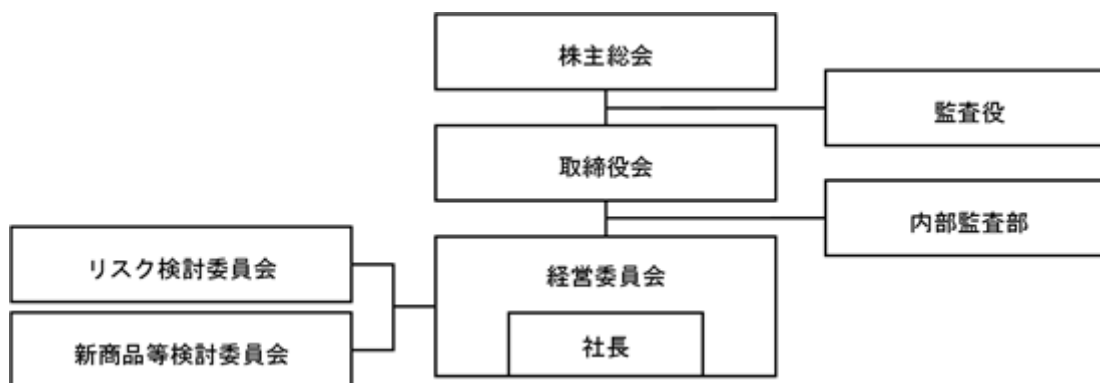 株主総会
監査役
取締役会
内部監査部
リスク検討委員会
経営委員会
新商品等検討委員会
社長